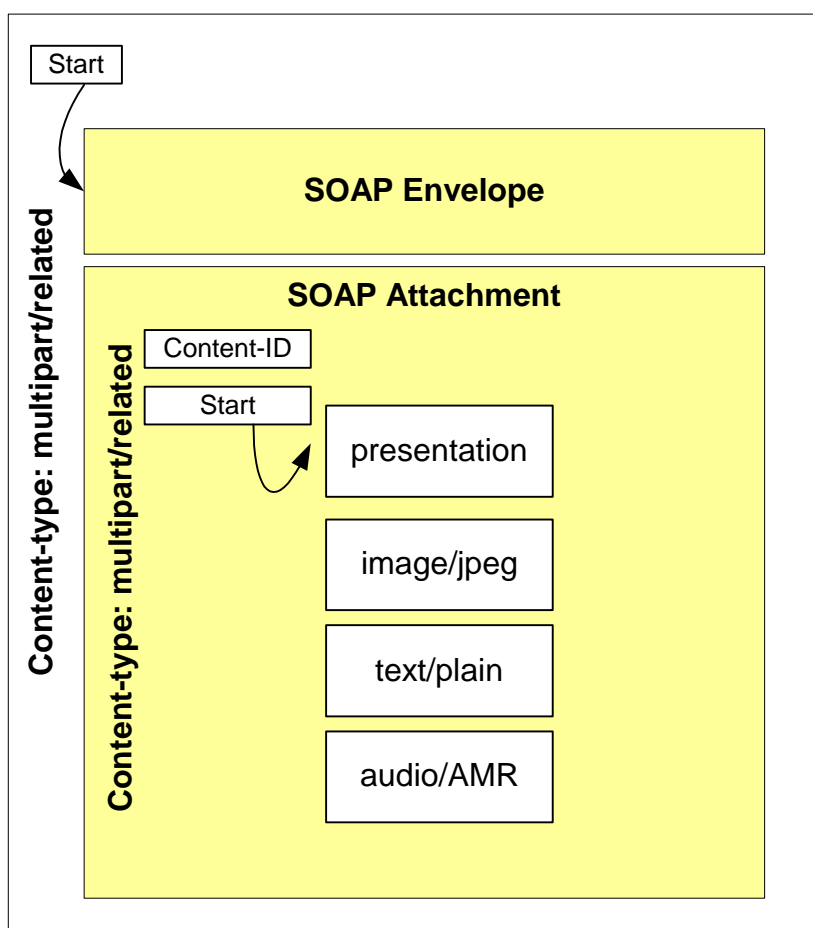 Start
SOAP Envelope
Content-type: multipart/related
SOAP Attachment
Content-type: multipart/related
Content-ID
Start
presentation
image/jpeg
text/plain
audio/AMR